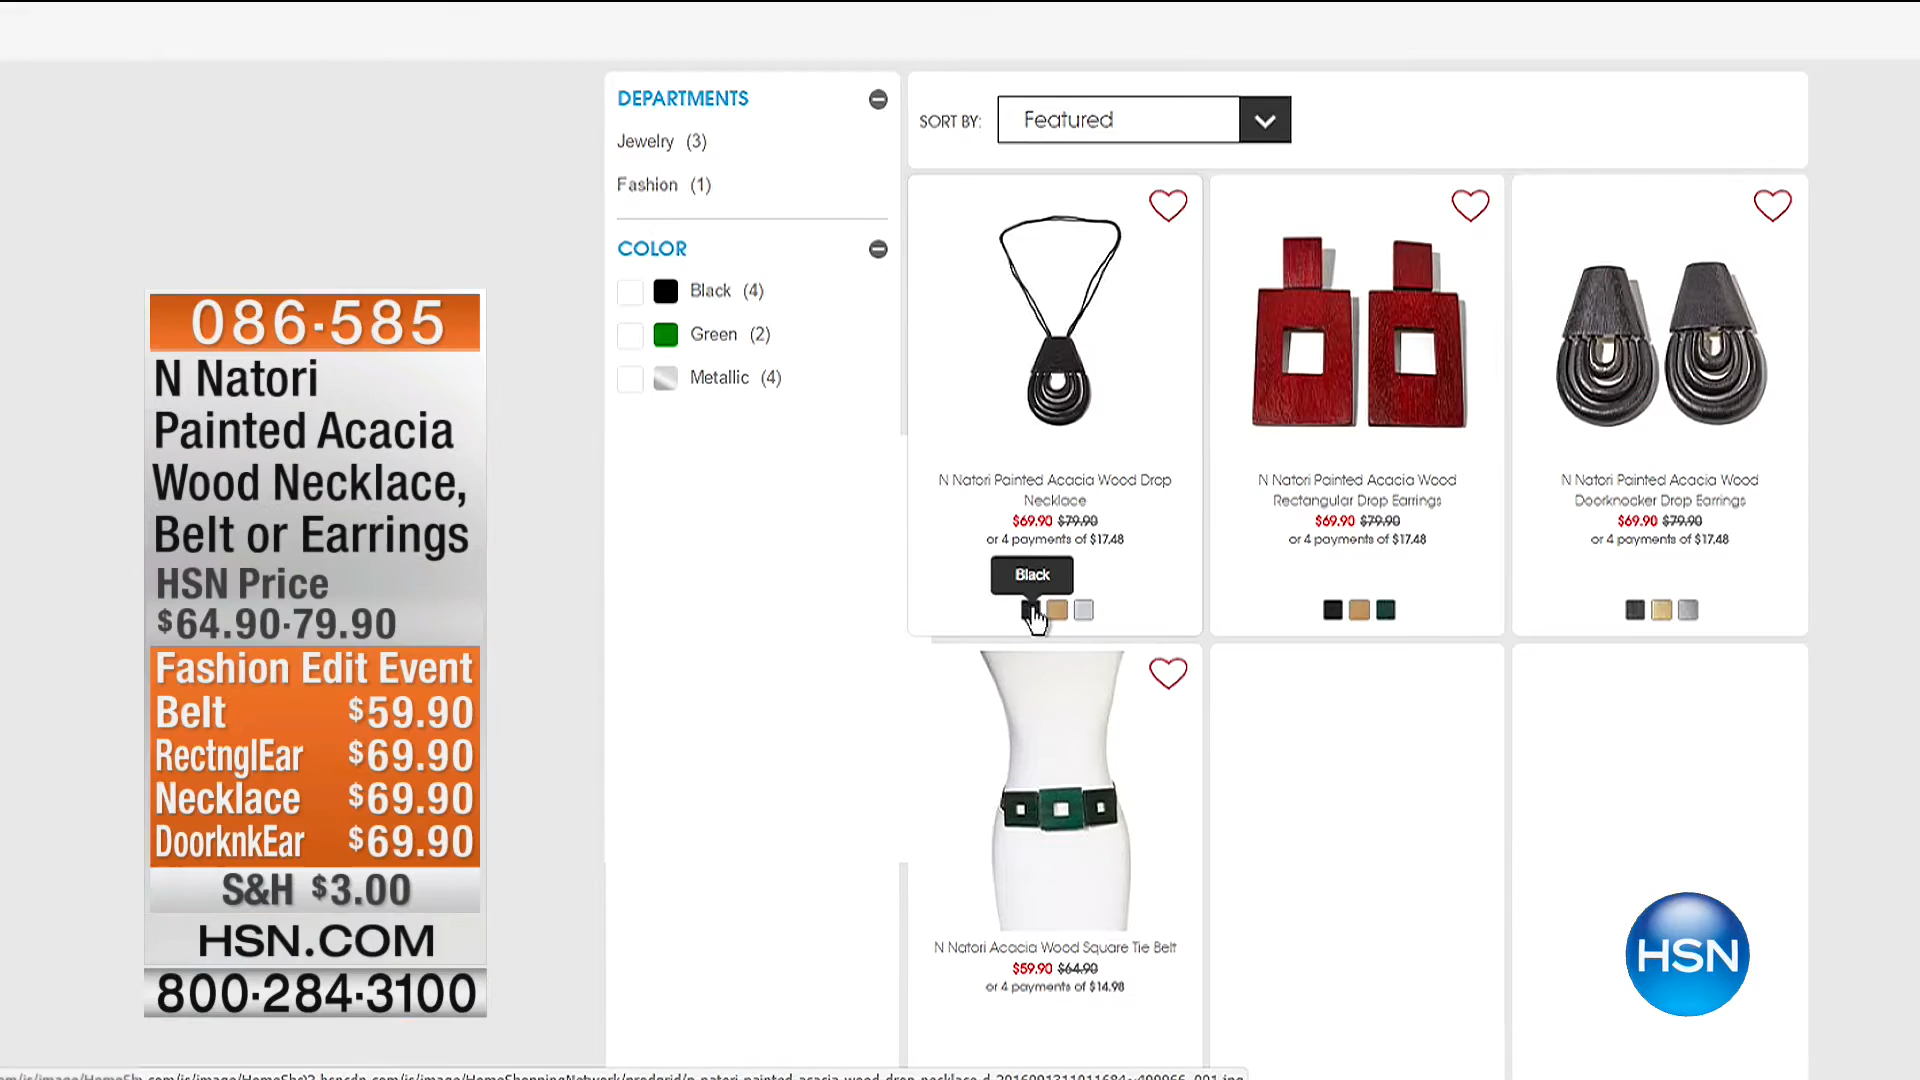 086·585
N Natori
Painted Acacia
Wood Necklace,
Belt or Earrings
HSN Price
$64.90-79.90
Fashion Edit Event
Belt $59.90
RectnglEar $69.90
Necklace $69.90
DoorknkEar $69.90
S&H $3.00
HSN.COM
800·284·3100
DEPARTMENTS
Jewelry (3)
Fashion (1)
COLOR
Black (4)
Green (2)
Metallic (4)
SORT BY: Featured
N Natori Painted Acacia Wood Drop
Necklace
$69.90 $79.90
or 4 payments of $17.48
Black
N Natori Painted Acacia Wood
Rectangular Drop Earrings
$69.90 $79.90
or 4 payments of $17.48
N Natori Painted Acacia Wood
Doorknocker Drop Earrings
$69.90 $79.90
or 4 payments of $17.48
N Natori Acacia Wood Square Tie Belt
$59.90 $64.90
or 4 payments of $14.98
HSN